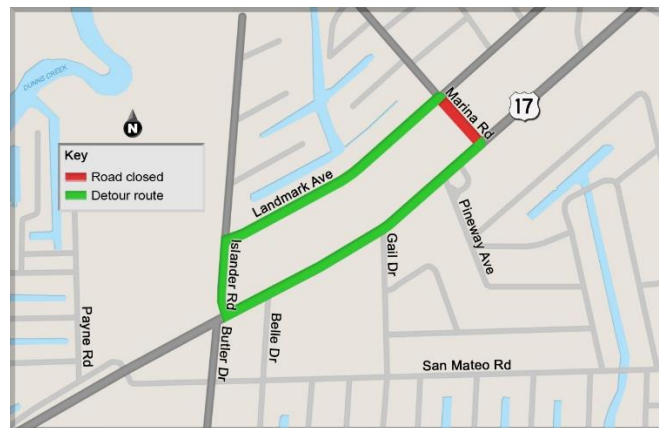 DUNNS CREEK
N
Key
Road closed
Detour route
Marina Rd
17
Landmark Ave
Islander Rd
Pineway Ave
Gail Dr
Payne Rd
Butler Dr
Belle Dr
San Mateo Rd